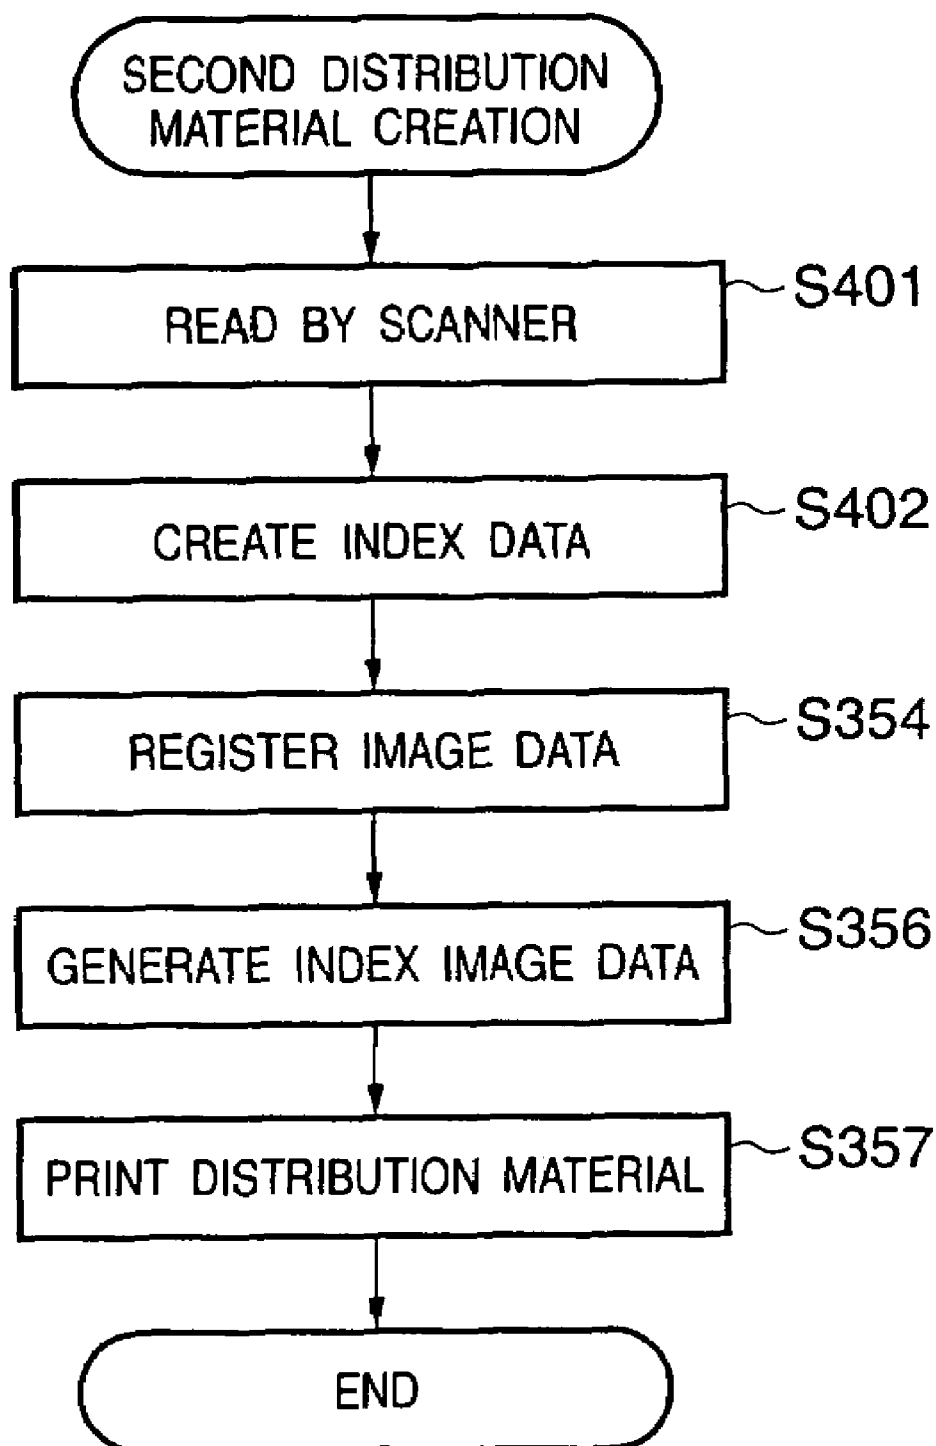 SECOND DISTRIBUTION
MATERIAL CREATION
READ BY SCANNER
S401
CREATE INDEX DATA
S402
REGISTER IMAGE DATA
S354
GENERATE INDEX IMAGE DATA
S356
PRINT DISTRIBUTION MATERIAL
S357
END